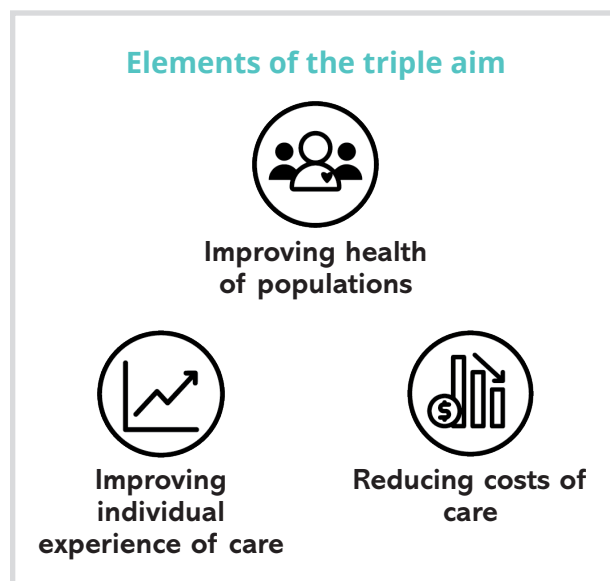 Elements of the triple aim
Improving health
of populations
Improving
individual
experience of care
Reducing costs of
care
$